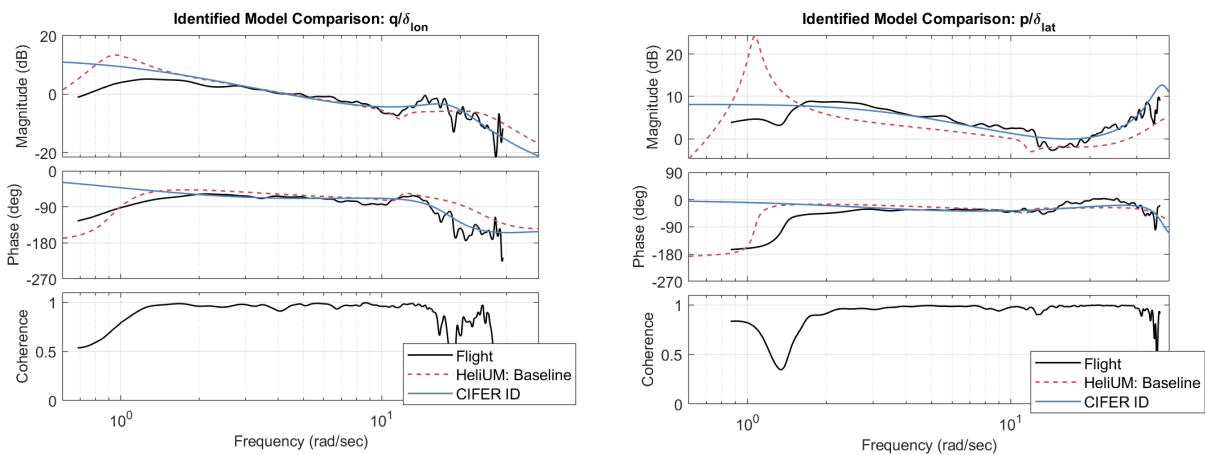 Identified Model Comparison: q/δlon
20
0
-20
Magnitude (dB)
0
-90
-180
-270
Phase (deg)
1
0.5
0
Coherence
10^0
10^1
Frequency (rad/sec)
Flight
HeliUM: Baseline
CIFER ID
Identified Model Comparison: p/δlat
20
10
0
Magnitude (dB)
90
0
-90
-180
-270
Phase (deg)
1
0.5
0
Coherence
10^0
10^1
Frequency (rad/sec)
Flight
HeliUM: Baseline
CIFER ID